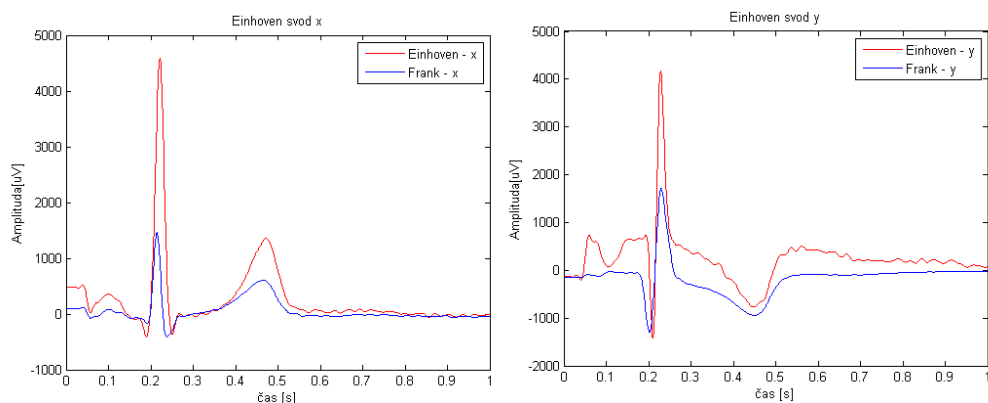 Einhoven svod x
5000
4000
3000
2000
1000
0
-1000
Amplituda[uV]
Einhoven - x
Frank - x
0 0.1 0.2 0.3 0.4 0.5 0.6 0.7 0.8 0.9 1
čas [s]
Einhoven svod y
5000
4000
3000
2000
1000
0
-1000
-2000
Amplituda[uV]
Einhoven - y
Frank - y
0 0.1 0.2 0.3 0.4 0.5 0.6 0.7 0.8 0.9 1
čas [s]